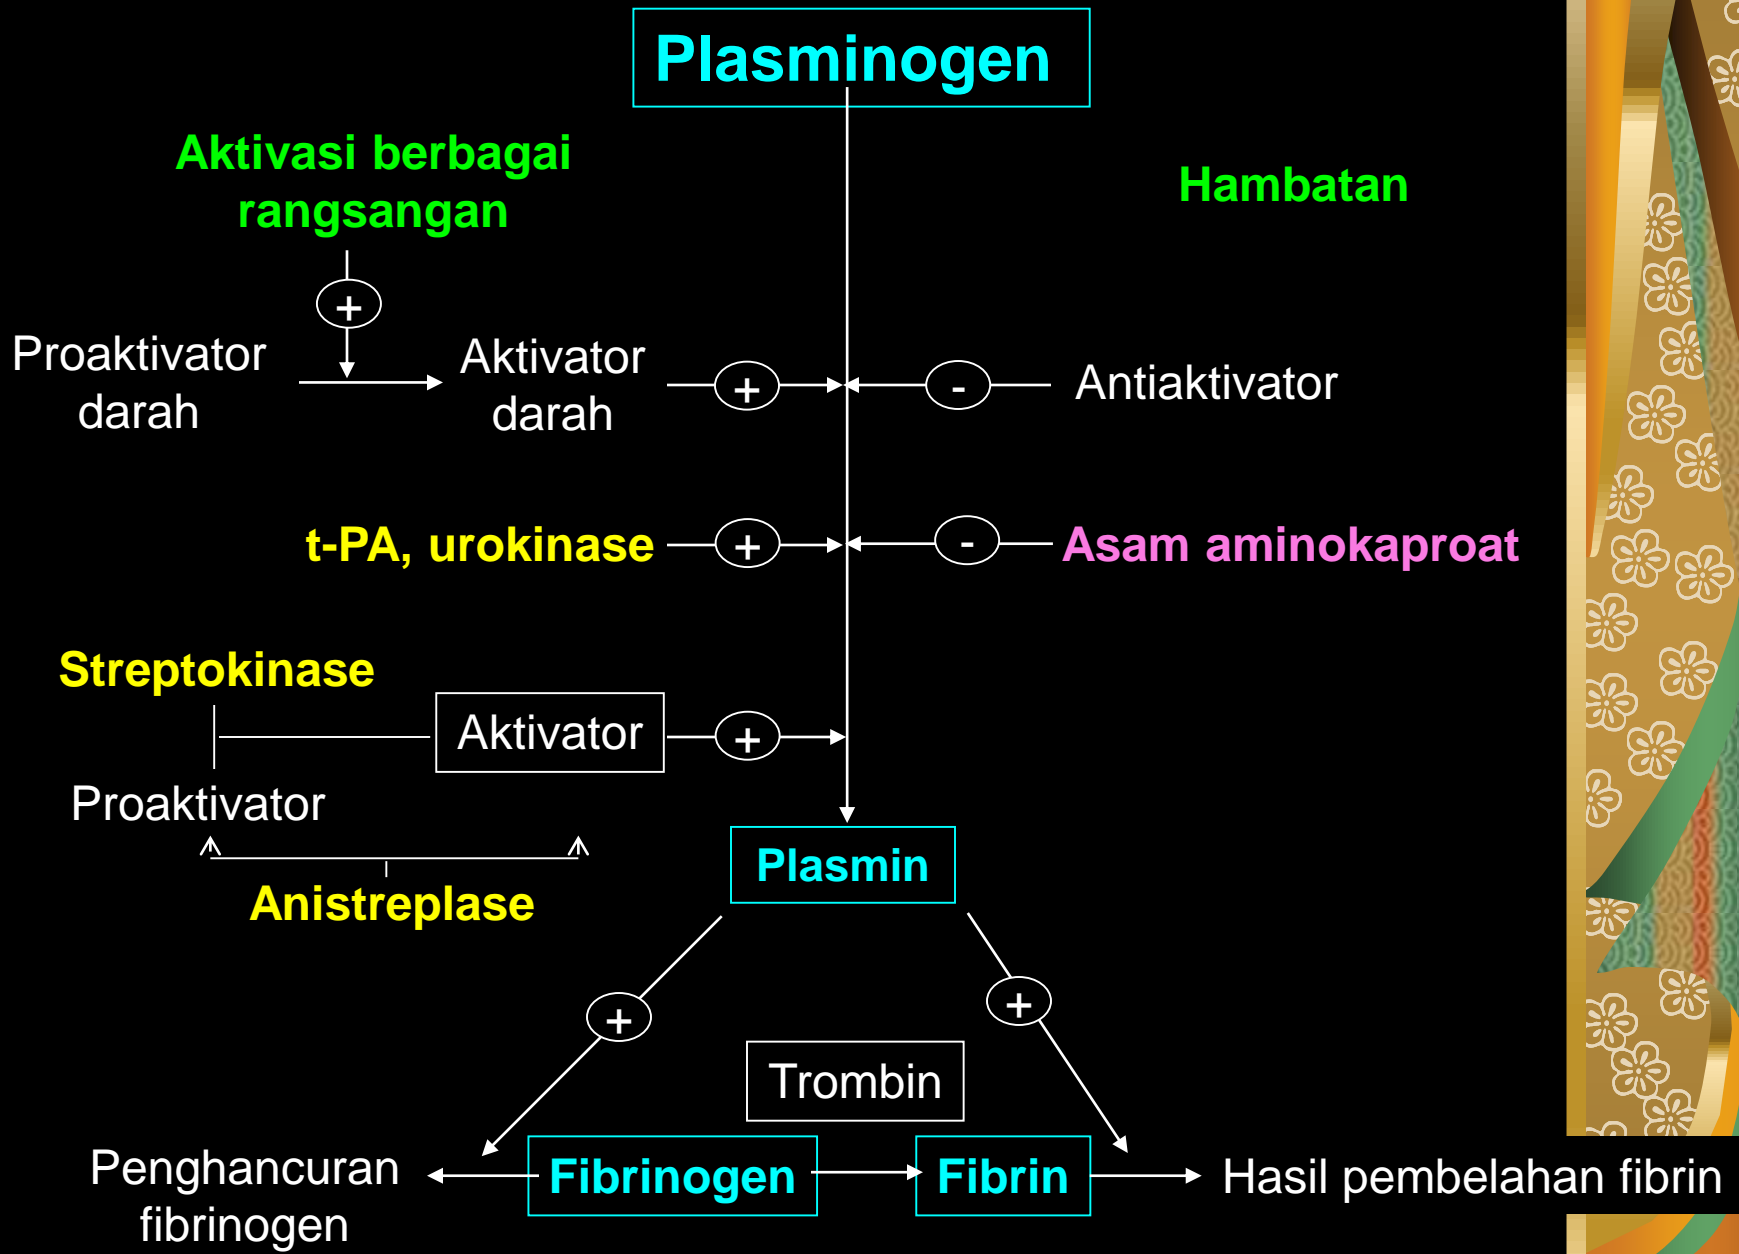 Plasminogen
Aktivasi berbagai
rangsangan
Hambatan
+
Proaktivator
darah
Aktivator
darah
+
-
Antiaktivator
t-PA, urokinase
+
-
Asam aminokaproat
Streptokinase
Aktivator
+
Proaktivator
Plasmin
Anistreplase
+
+
Trombin
Penghancuran
fibrinogen
Fibrinogen
Fibrin
Hasil pembelahan fibrin